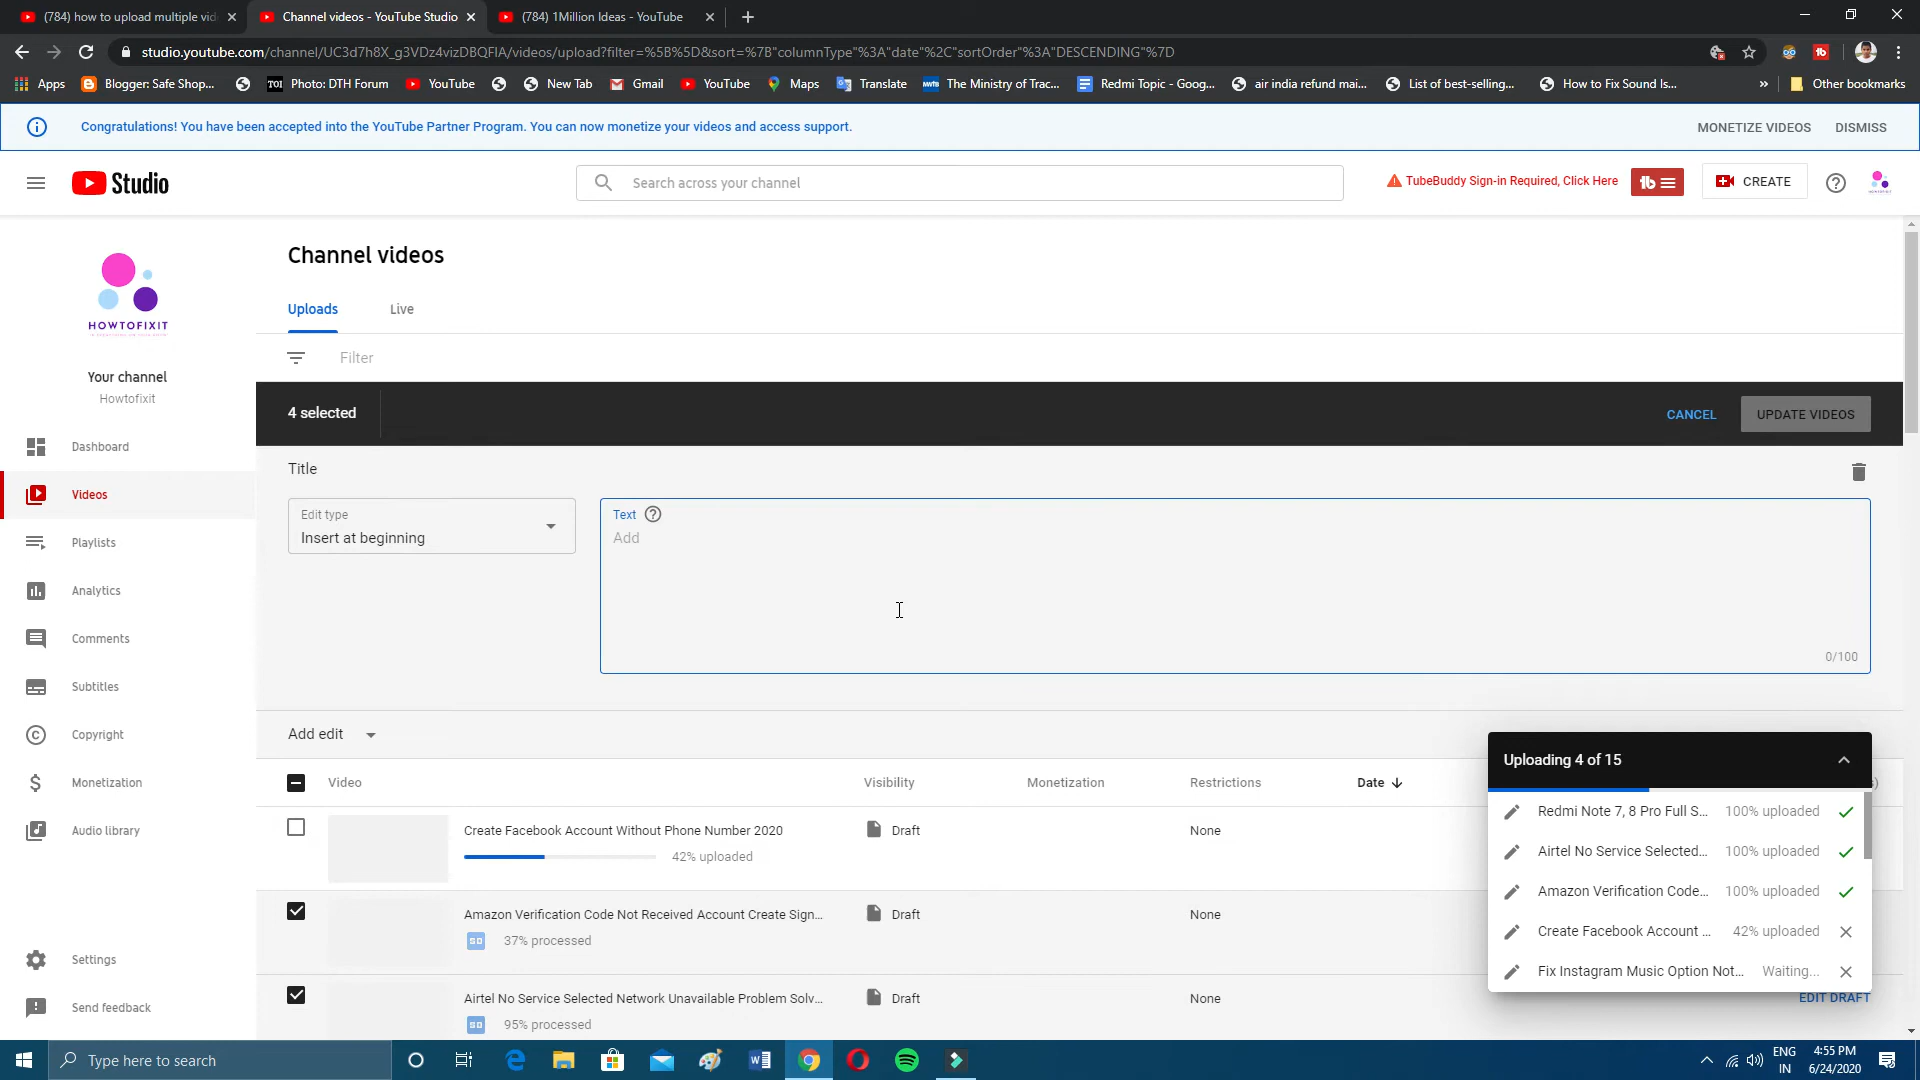 (784) how to upload multiple vid
Channel videos - YouTube Studio
(784) 1Million Ideas - YouTube
studio.youtube.com/channel/UC3d7h8X_g3VDz4vizDBQFIA/videos/upload?filter=%5B%5D&sort=%7B"columnType"%3A"date"%2C"sortOrder"%3A"DESCENDING"%7D
Apps
Blogger: Safe Shop...
TOI
Photo: DTH Forum
YouTube
New Tab
Gmail
YouTube
Maps
Translate
The Ministry of Trac...
Redmi Topic - Goog...
air india refund mai...
List of best-selling...
How to Fix Sound Is...
»
Other bookmarks
Congratulations! You have been accepted into the YouTube Partner Program. You can now monetize your videos and access support.
MONETIZE VIDEOS
DISMISS
Studio
Search across your channel
TubeBuddy Sign-in Required, Click Here
tb
CREATE
HOWTOFIXIT
Your channel
Howtofixit
Dashboard
Videos
Playlists
Analytics
Comments
Subtitles
Copyright
Monetization
Audio library
Settings
Send feedback
Channel videos
Uploads
Live
Filter
4 selected
CANCEL
UPDATE VIDEOS
Title
Edit type
Insert at beginning
Text
Add
0/100
Add edit
Video
Visibility
Monetization
Restrictions
Date
Create Facebook Account Without Phone Number 2020
42% uploaded
Draft
None
Amazon Verification Code Not Received Account Create Sign...
SD
37% processed
Draft
None
Airtel No Service Selected Network Unavailable Problem Solv...
SD
95% processed
Draft
None
EDIT DRAFT
Uploading 4 of 15
Redmi Note 7, 8 Pro Full S...
100% uploaded
Airtel No Service Selected...
100% uploaded
Amazon Verification Code...
100% uploaded
Create Facebook Account ...
42% uploaded
Fix Instagram Music Option Not...
Waiting...
Type here to search
ENG
IN
4:55 PM
6/24/2020